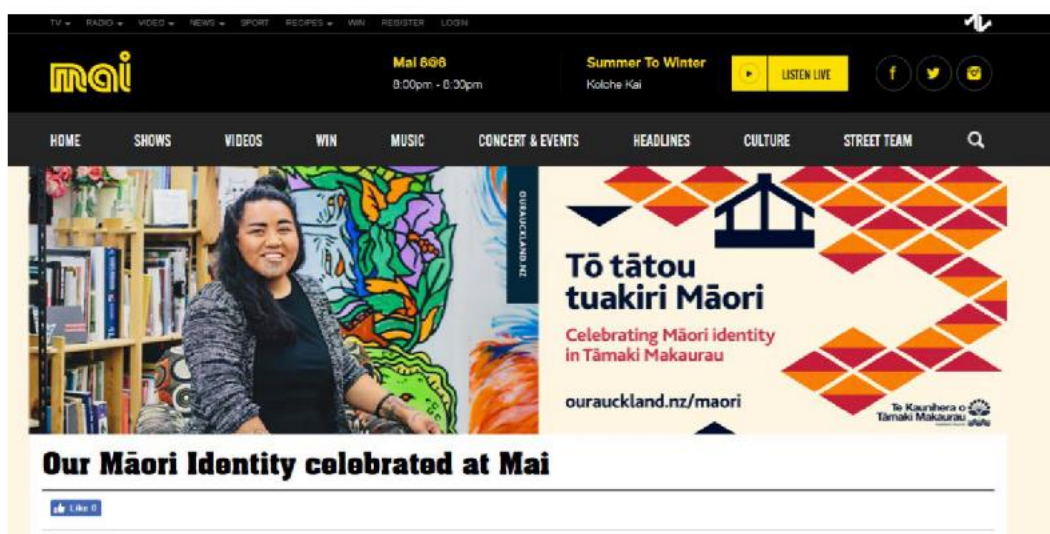 TV RADIO VIDEO NEWS SPORT RECIPES WIN REGISTER LOGIN
mai
Mai 6@6
8:00pm - 8:30pm
Summer To Winter
Kolohe Kai
LISTEN LIVE
HOME SHOWS VIDEOS WIN MUSIC CONCERT & EVENTS HEADLINES CULTURE STREET TEAM
OURAUCKLAND.NZ
Tō tātou
tuakiri Māori
Celebrating Māori identity
in Tāmaki Makaurau
ourauckland.nz/maori
Te Kaunihera o
Tāmaki Makaurau
Our Māori Identity celebrated at Mai
Like 0